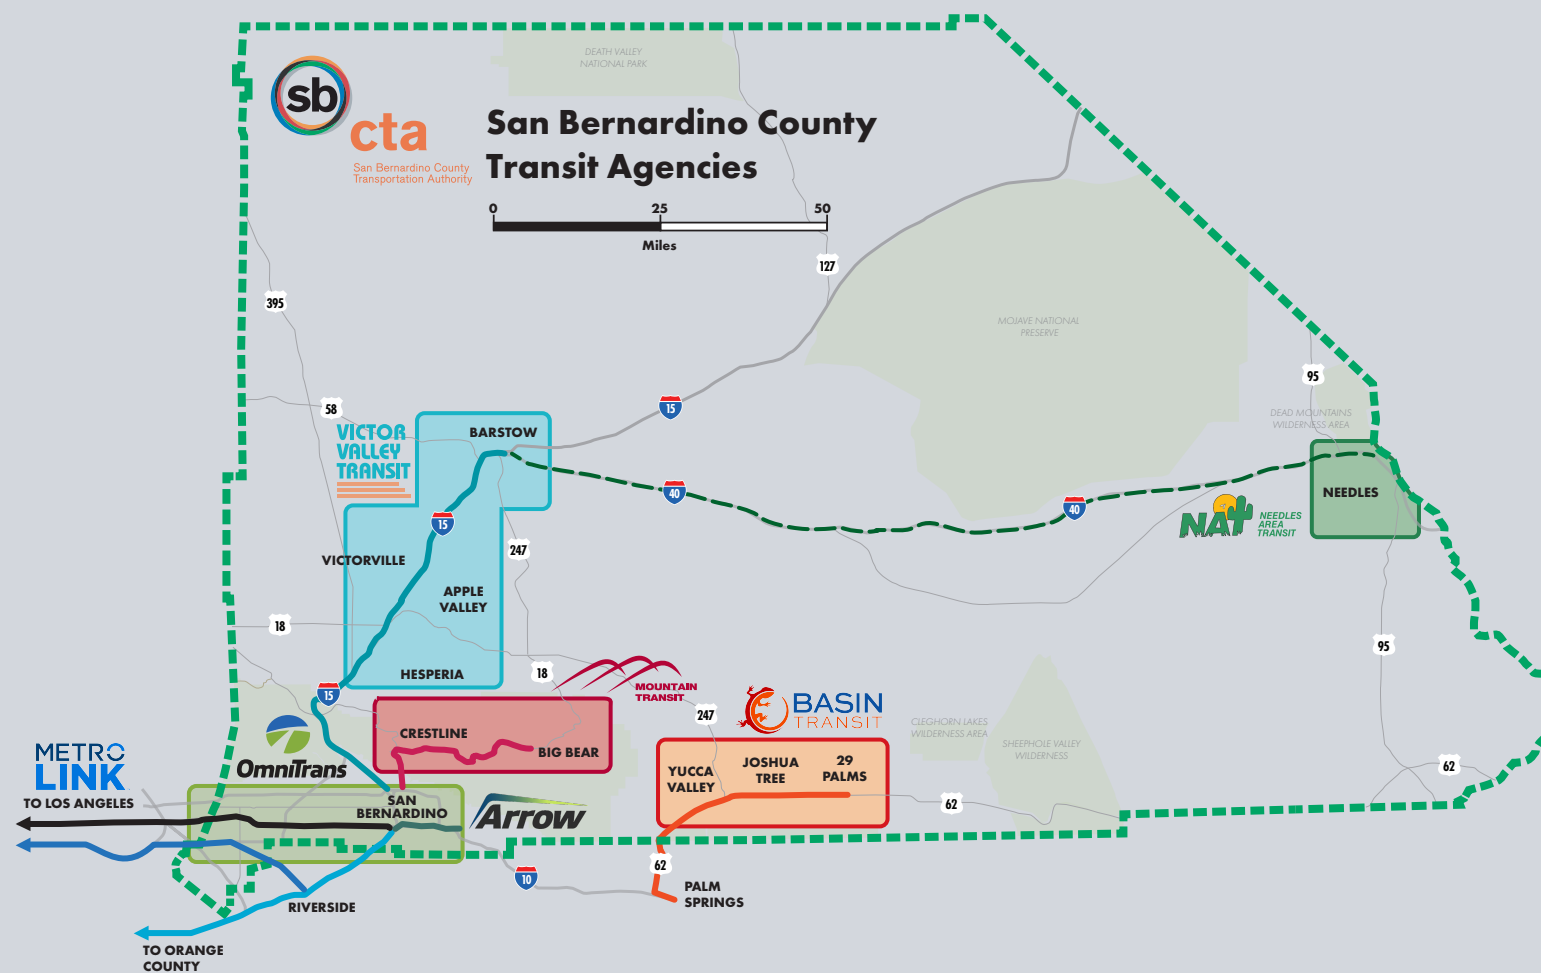 DEATH VALLEY
NATIONAL PARK
sb
cta
San Bernardino County
Transportation Authority
San Bernardino County
Transit Agencies
0 25 50
Miles
127
395
MOJAVE NATIONAL
PRESERVE
95
58
15
DEAD MOUNTAINS
WILDERNESS AREA
VICTOR
VALLEY
TRANSIT
BARSTOW
40
40
NEEDLES
NAT
NEEDLES
AREA
TRANSIT
15
247
VICTORVILLE
APPLE
VALLEY
18
95
HESPERIA
18
15
MOUNTAIN
TRANSIT
247
BASIN
TRANSIT
CLEGHORN LAKES
WILDERNESS AREA
SHEEPHOLE VALLEY
WILDERNESS
CRESTLINE
BIG BEAR
OmniTrans
METRO
LINK
TO LOS ANGELES
YUCCA
VALLEY
JOSHUA
TREE
29
PALMS
62
62
SAN
BERNARDINO
Arrow
62
10
PALM
SPRINGS
RIVERSIDE
TO ORANGE
COUNTY